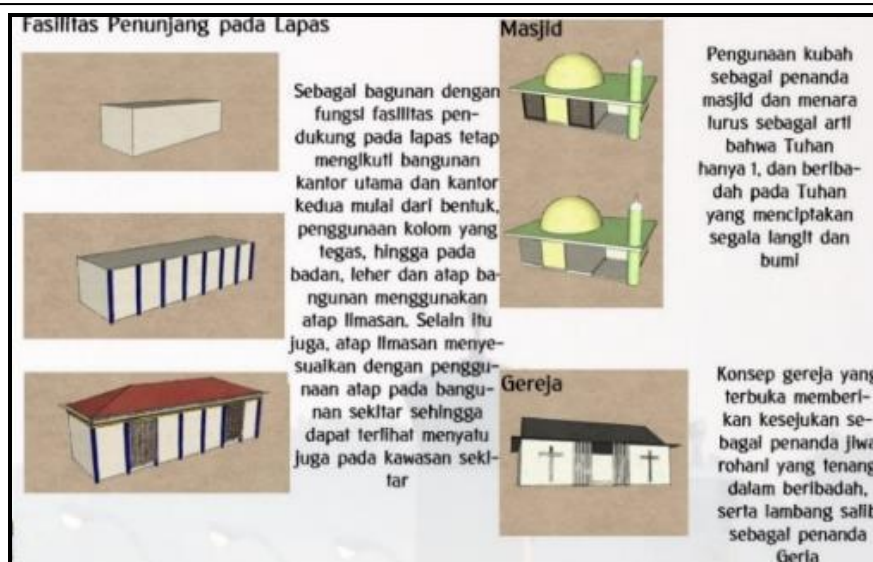 Fasilitas Penunjang pada Lapas
Sebagai bagunan dengan
fungsi fasilitas pen-
dukung pada lapas tetap
mengikuti bangunan
kantor utama dan kantor
kedua mulai dari bentuk,
penggunaan kolom yang
tegas, hingga pada
badan, leher dan atap ba-
ngunan menggunakan
atap limasan. Selain itu
juga, atap limasan menye-
suaikan dengan penggu-
naan atap pada bangu-
nan sekitar sehingga
dapat terlihat menyatu
juga pada kawasan seki-
tar
Masjid
Pengunaan kubah
sebagai penanda
masjid dan menara
lurus sebagai arti
bahwa Tuhan
hanya 1, dan beriba-
dah pada Tuhan
yang menciptakan
segala langit dan
bumi
Gereja
Konsep gereja yang
terbuka memberi-
kan kesejukan se-
bagai penanda jiwa
rohani yang tenang
dalam beribadah,
serta lambang salib
sebagai penanda
Gerja